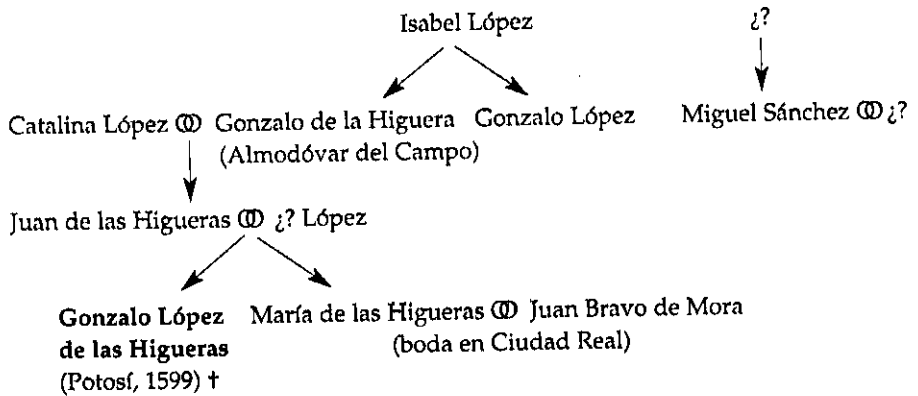 Isabel López ¿?
Catalina López ⚭ Gonzalo de la Higuera Gonzalo López Miguel Sánchez ⚭ ¿?
(Almodóvar del Campo)
Juan de las Higueras ⚭ ¿? López
Gonzalo López María de las Higueras ⚭ Juan Bravo de Mora
de las Higueras (boda en Ciudad Real)
(Potosí, 1599) †